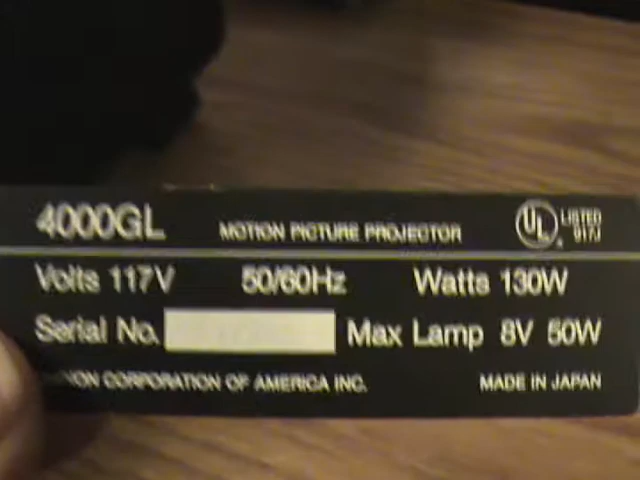 4000GL MOTION PICTURE PROJECTOR UL LISTED 917J
Volts 117V 50/60Hz Watts 130W
Serial No. Max Lamp 8V 50W
CORPORATION OF AMERICA INC. MADE IN JAPAN